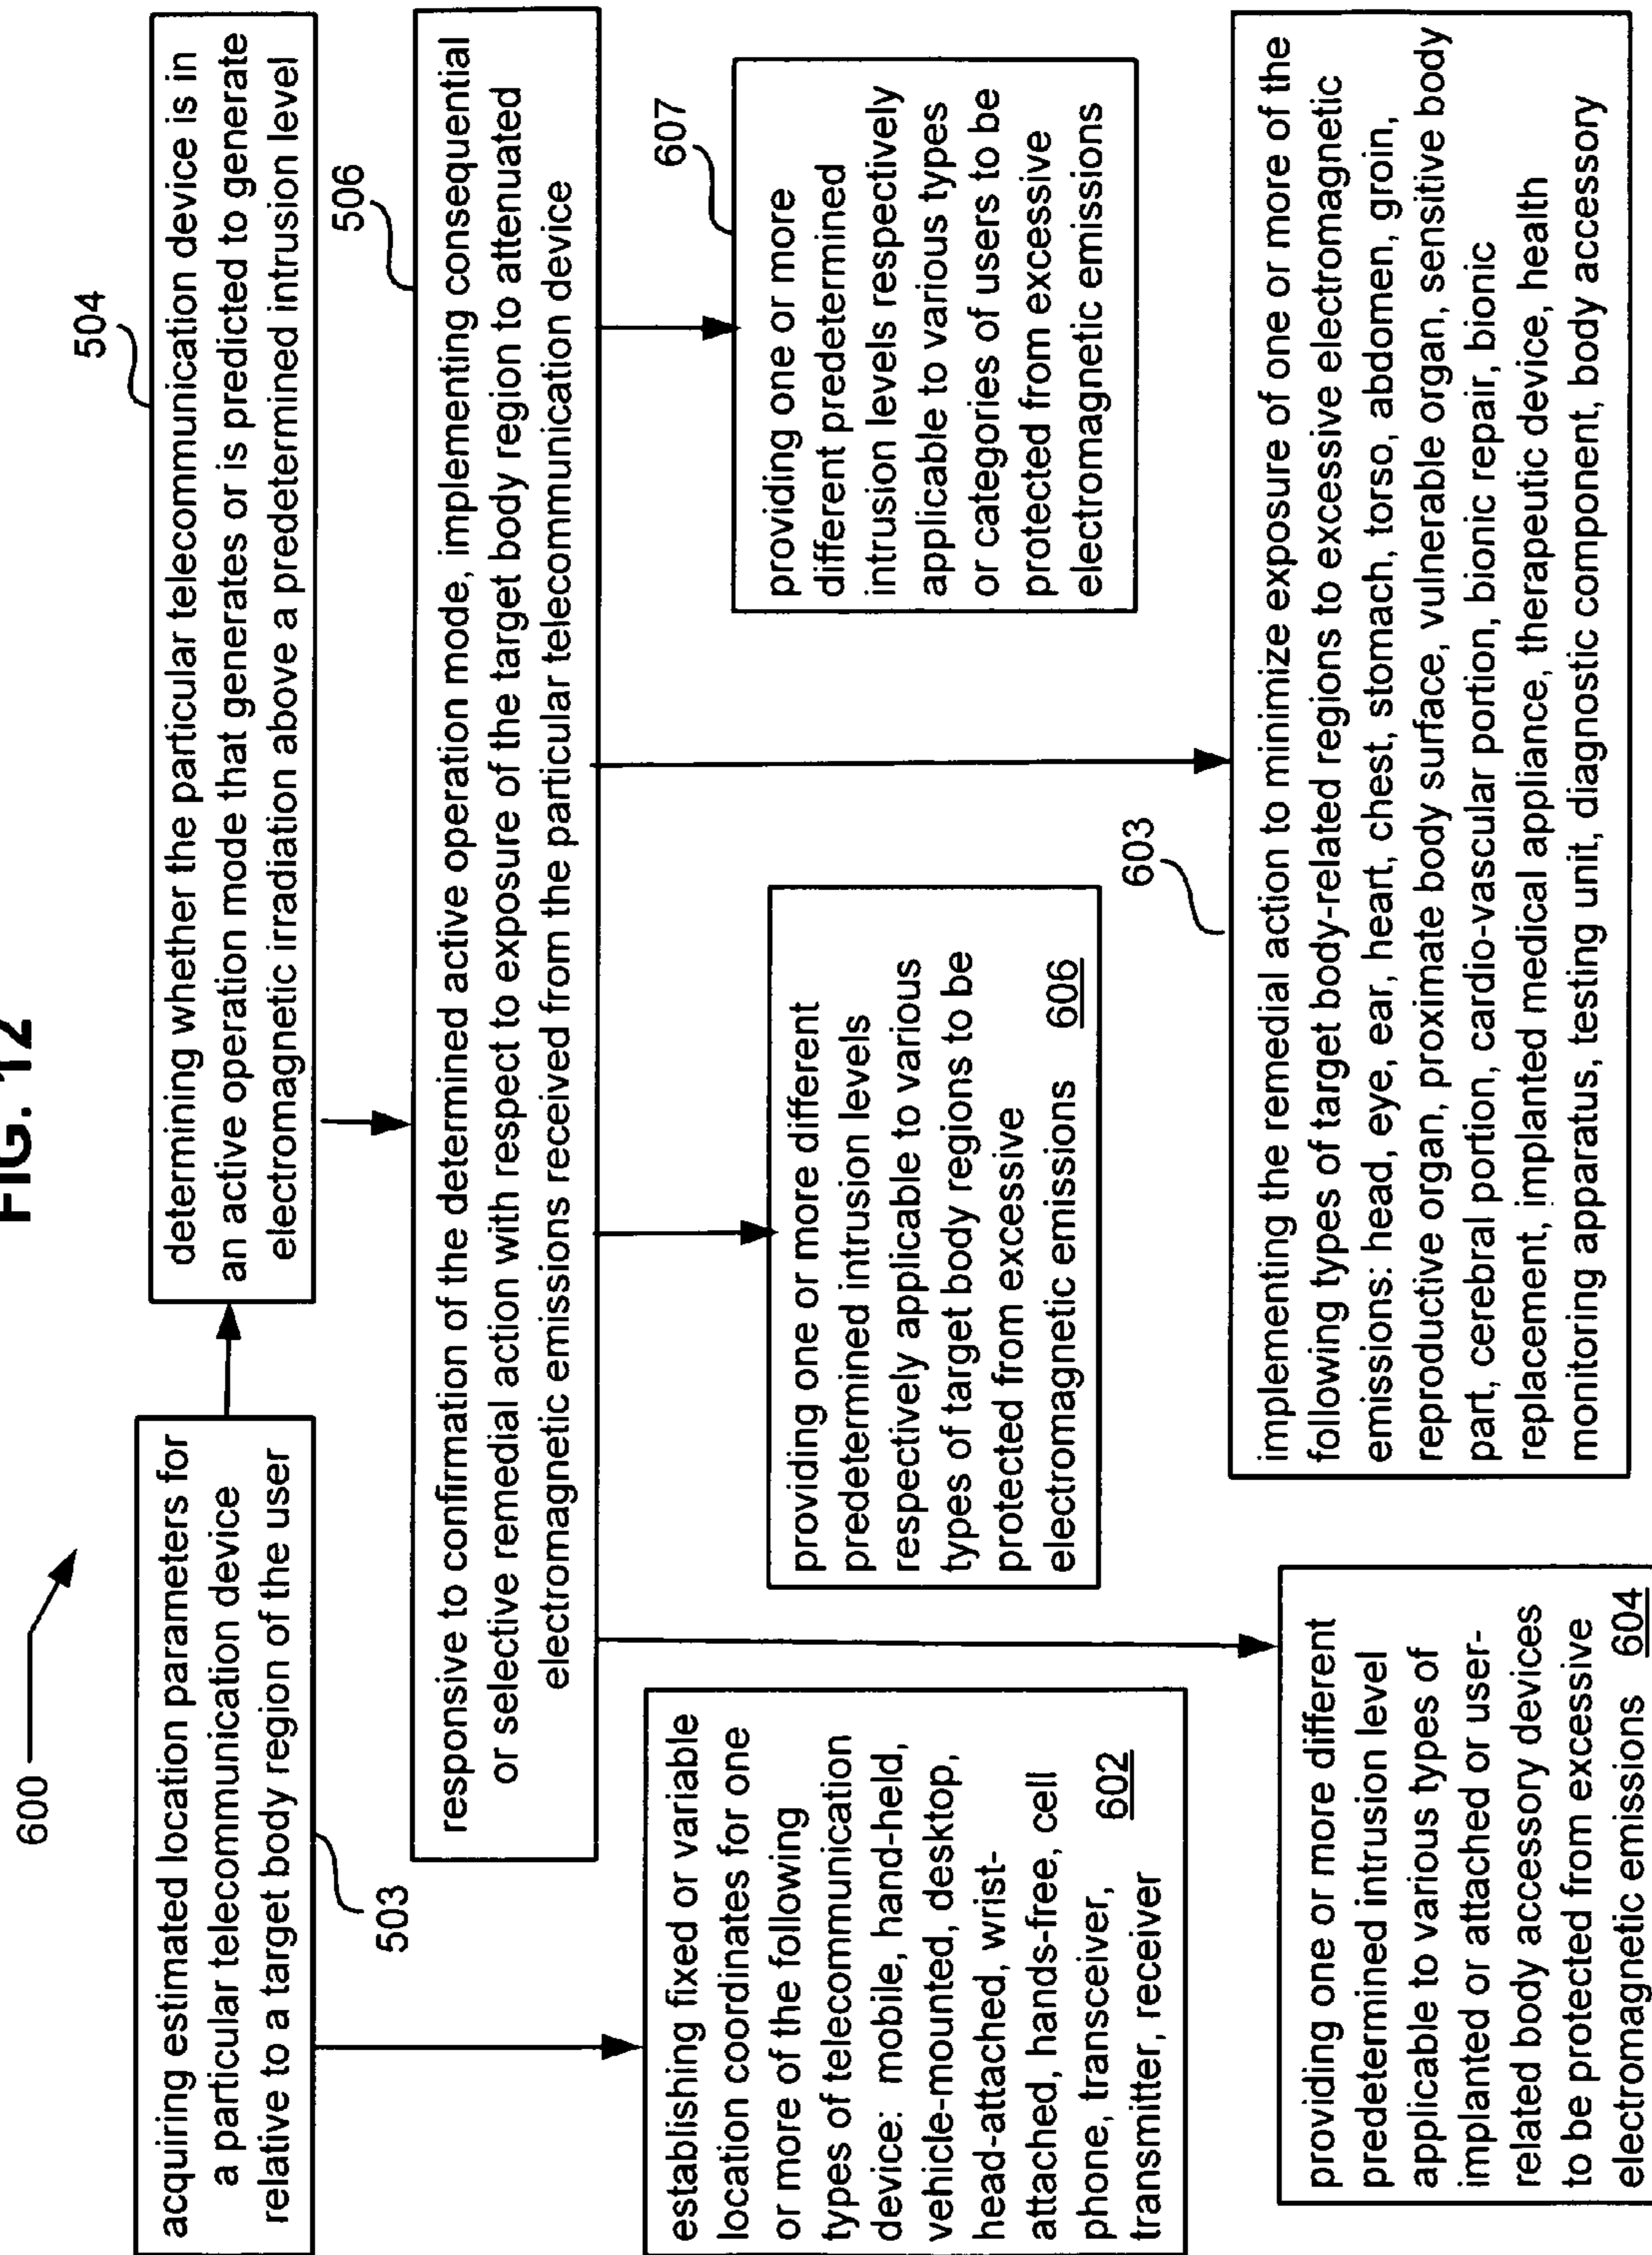 FIG. 12
600
acquiring estimated location parameters for
a particular telecommunication device
relative to a target body region of the user
503
504
determining whether the particular telecommunication device is in
an active operation mode that generates or is predicted to generate
electromagnetic irradiation above a predetermined intrusion level
506
responsive to confirmation of the determined active operation mode, implementing consequential
or selective remedial action with respect to exposure of the target body region to attenuated
electromagnetic emissions received from the particular telecommunication device
establishing fixed or variable
location coordinates for one
or more of the following
types of telecommunication
device: mobile, hand-held,
vehicle-mounted, desktop,
head-attached, wrist-
attached, hands-free, cell
phone, transceiver,
transmitter, receiver 602
providing one or more different
predetermined intrusion levels
respectively applicable to various
types of target body regions to be
protected from excessive
electromagnetic emissions 606
607
providing one or more
different predetermined
intrusion levels respectively
applicable to various types
or categories of users to be
protected from excessive
electromagnetic emissions
providing one or more different
predetermined intrusion level
applicable to various types of
implanted or attached or user-
related body accessory devices
to be protected from excessive
electromagnetic emissions 604
603
implementing the remedial action to minimize exposure of one or more of the
following types of target body-related regions to excessive electromagnetic
emissions: head, eye, ear, heart, chest, stomach, torso, abdomen, groin,
reproductive organ, proximate body surface, vulnerable organ, sensitive body
part, cerebral portion, cardio-vascular portion, bionic repair, bionic
replacement, implanted medical appliance, therapeutic device, health
monitoring apparatus, testing unit, diagnostic component, body accessory